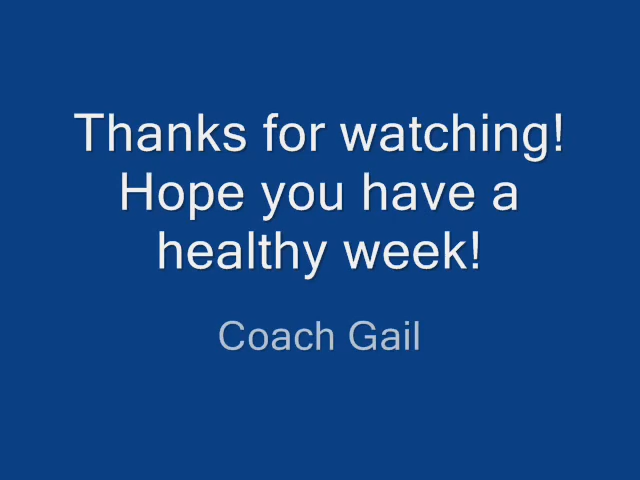 Thanks for watching!
Hope you have a
healthy week!
Coach Gail